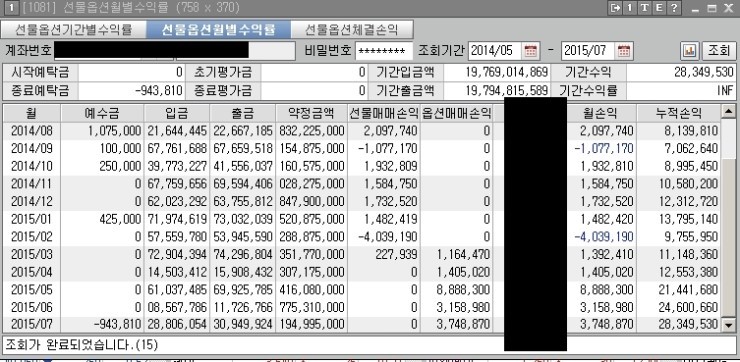 [1081] 선물옵션월별수익률 (758 x 370)
선물옵션기간별수익률 선물옵션월별수익률 선물옵션체결손익
계좌번호 비밀번호 ******** 조회기간 2014/05 - 2015/07 조회
시작예탁금 0 초기평가금 0 기간입금액 19,769,014,869 기간수익 28,349,530
종료예탁금 -943,810 종료평가금 0 기간출금액 19,794,815,589 기간수익률 INF
월 예수금 입금 출금 약정금액 선물매매손익 옵션매매손익 월손익 누적손익
2014/08 1,075,000 21,644,445 22,667,185 832,225,000 2,097,740 0 2,097,740 8,139,810
2014/09 100,000 67,761,688 67,659,518 154,875,000 -1,077,170 0 -1,077,170 7,062,640
2014/10 250,000 39,773,227 41,556,037 160,575,000 1,932,809 0 1,932,810 8,995,450
2014/11 0 67,759,656 69,594,406 028,275,000 1,584,750 0 1,584,750 10,580,200
2014/12 0 62,023,292 63,755,812 847,900,000 1,732,520 0 1,732,520 12,312,720
2015/01 425,000 71,974,619 73,032,039 520,875,000 1,482,419 0 1,482,420 13,795,140
2015/02 0 57,559,780 53,945,590 288,875,000 -4,039,190 0 -4,039,190 9,755,950
2015/03 0 72,904,394 74,296,804 351,770,000 227,939 1,164,470 1,392,410 11,148,360
2015/04 0 14,503,412 15,908,432 307,175,000 0 1,405,020 1,405,020 12,553,380
2015/05 0 61,037,485 69,925,785 416,080,000 0 8,888,300 8,888,300 21,441,680
2015/06 0 08,567,786 11,726,766 775,310,000 0 3,158,980 3,158,980 24,600,660
2015/07 -943,810 28,806,054 30,949,924 194,995,000 0 3,748,870 3,748,870 28,349,530
조회가 완료되었습니다.(15)